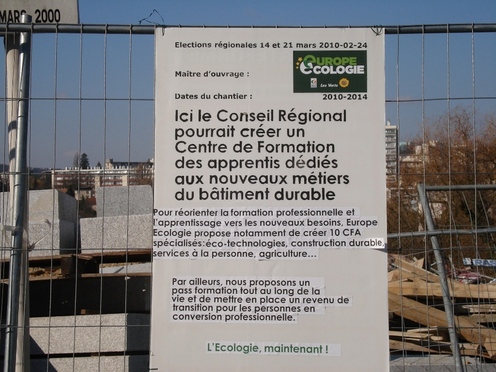 MARS 2000
Elections régionales 14 et 21 mars 2010-02-24
Maître d'ouvrage :
europe écologie
Les Verts
Dates du chantier : 2010-2014
Ici le Conseil Régional
pourrait créer un
Centre de Formation
des apprentis dédiés
aux nouveaux métiers
du bâtiment durable
Pour réorienter la formation professionnelle et
l'apprentissage vers les nouveaux besoins, Europe
Ecologie propose notamment de créer 10 CFA
spécialisés: éco-technologies, construction durable,
services à la personne, agriculture...
Par ailleurs, nous proposons un
pass formation tout au long de la
vie et de mettre en place un revenu de
transition pour les personnes en
conversion professionnelle.
L'Ecologie, maintenant !